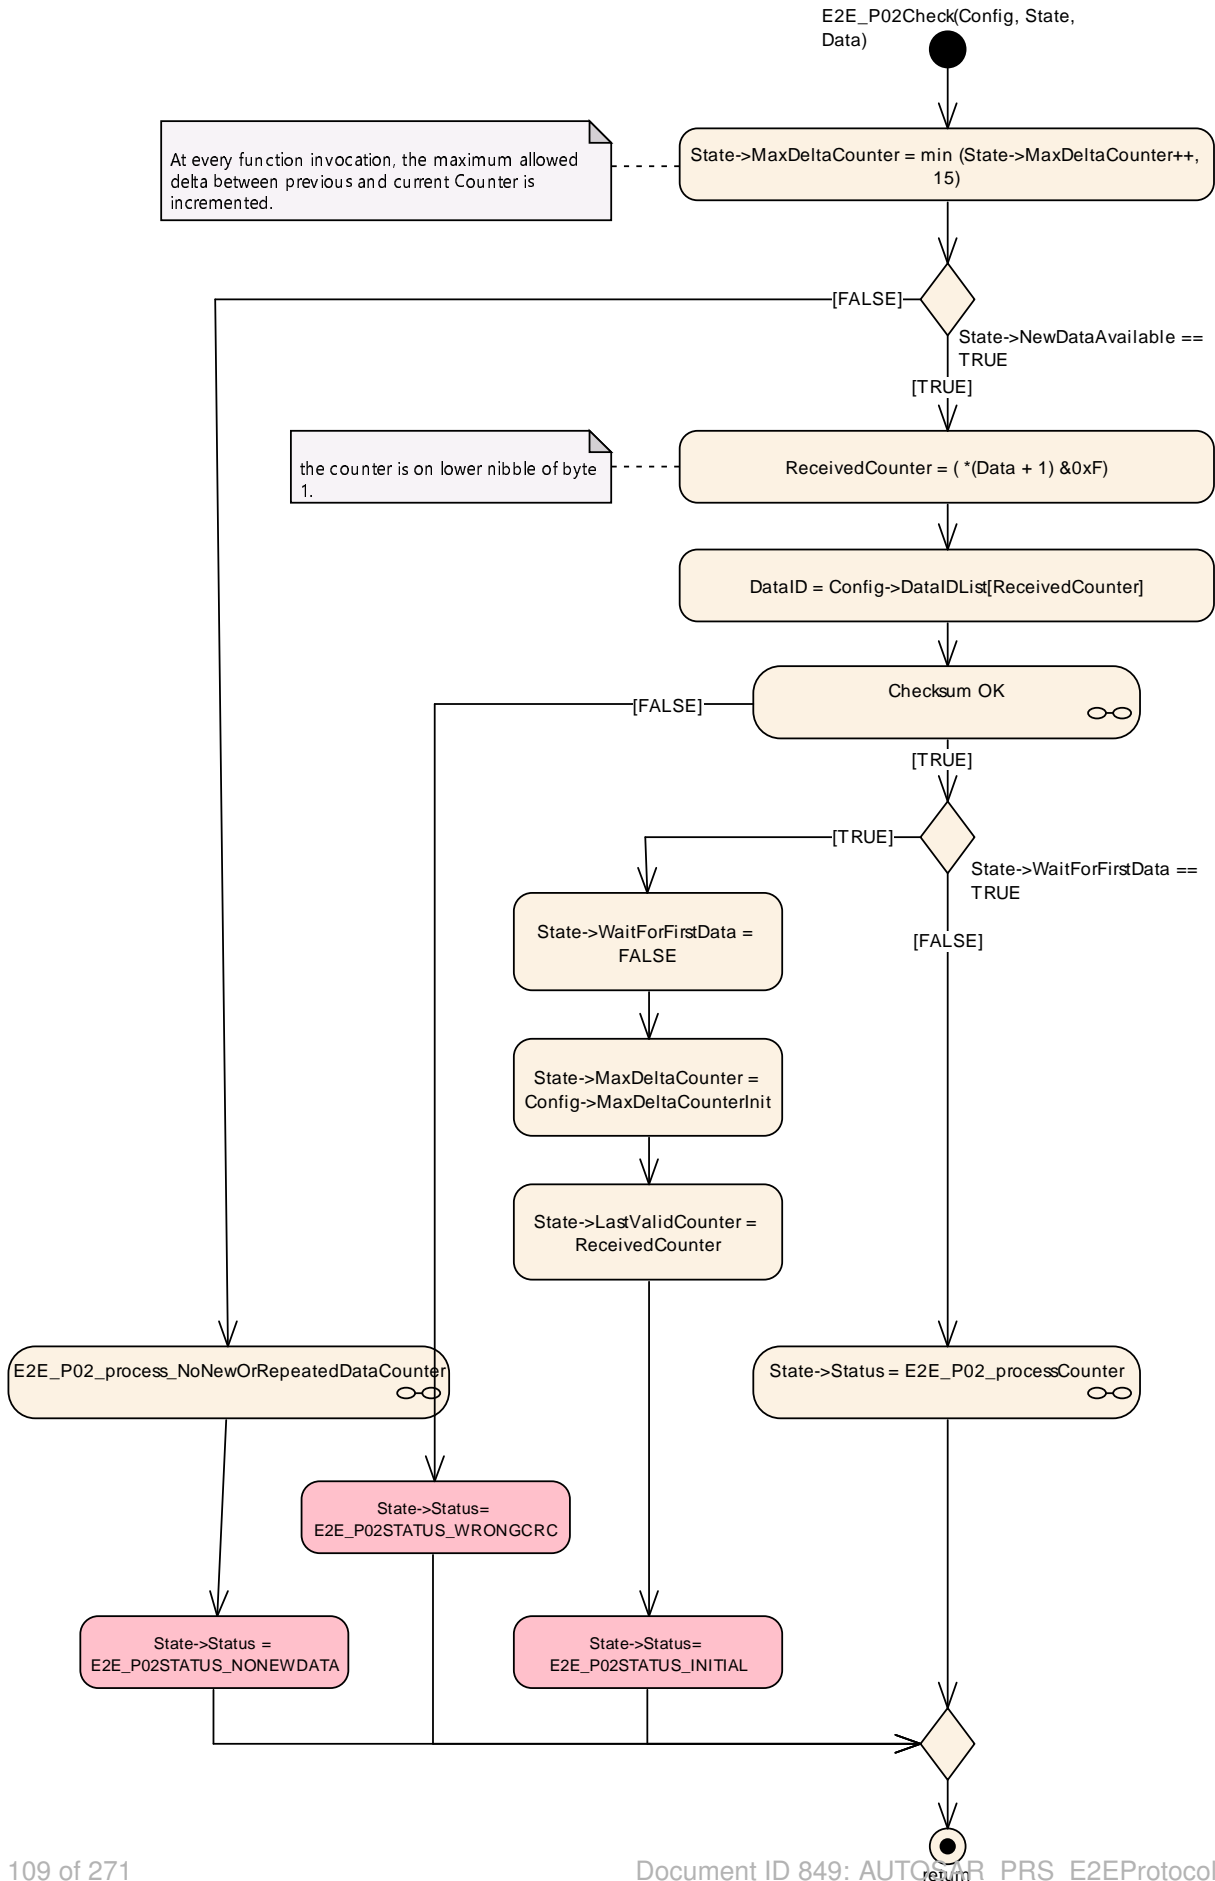 E2E_P02Check(Config, State,
Data)
At every function invocation, the maximum allowed
delta between previous and current Counter is
incremented.
State->MaxDeltaCounter = min (State->MaxDeltaCounter++,
15)
[FALSE]
State->NewDataAvailable ==
TRUE
[TRUE]
the counter is on lower nibble of byte
1.
ReceivedCounter = ( *(Data + 1) &0xF)
DataID = Config->DataIDList[ReceivedCounter]
Checksum OK
[FALSE]
[TRUE]
[TRUE]
State->WaitForFirstData ==
TRUE
[FALSE]
State->WaitForFirstData =
FALSE
State->MaxDeltaCounter =
Config->MaxDeltaCounterInit
State->LastValidCounter =
ReceivedCounter
E2E_P02_process_NoNewOrRepeatedDataCounter
State->Status = E2E_P02_processCounter
State->Status=
E2E_P02STATUS_WRONGCRC
State->Status =
E2E_P02STATUS_NONEWDATA
State->Status=
E2E_P02STATUS_INITIAL
return
109 of 271
Document ID 849: AUTOSAR_PRS_E2EProtocol